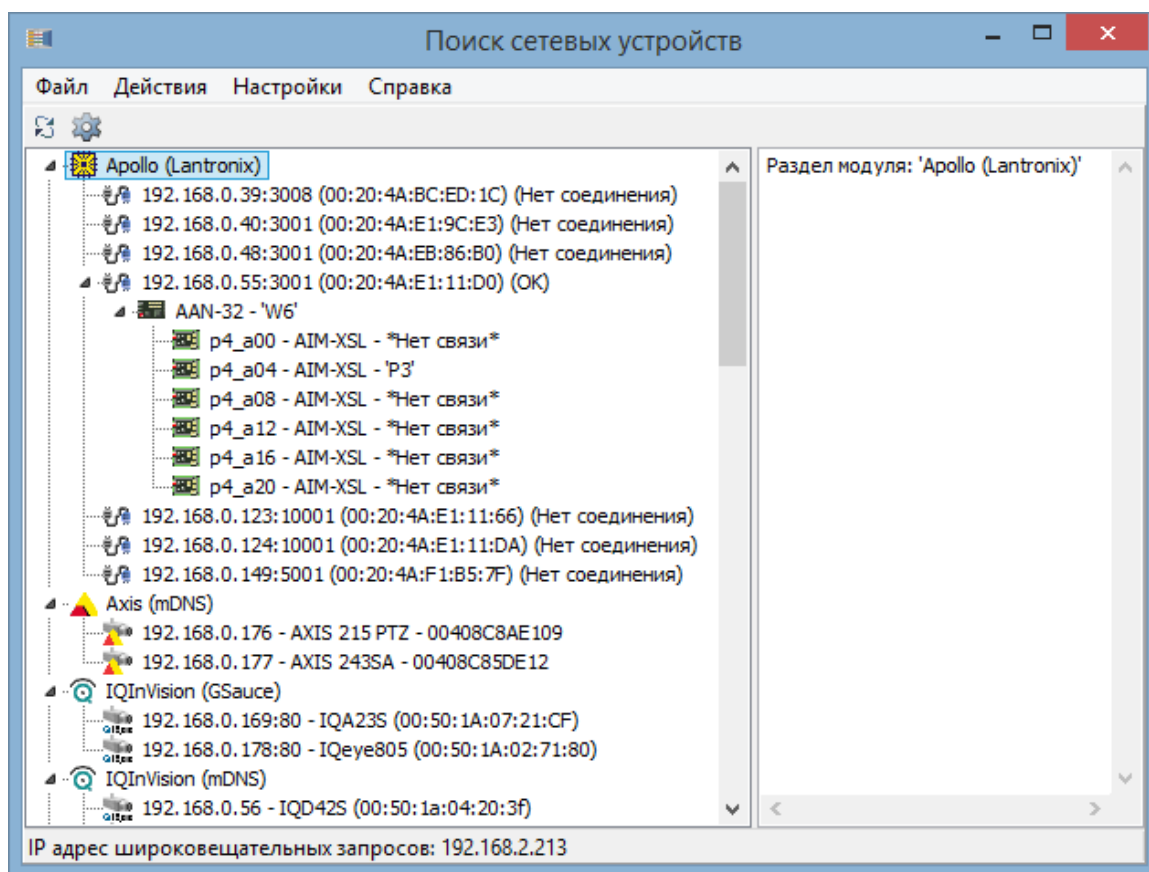 Поиск сетевых устройств
Файл Действия Настройки Справка
Apollo (Lantronix)
192.168.0.39:3008 (00:20:4A:BC:ED:1C) (Нет соединения)
192.168.0.40:3001 (00:20:4A:E1:9C:E3) (Нет соединения)
192.168.0.48:3001 (00:20:4A:EB:86:B0) (Нет соединения)
192.168.0.55:3001 (00:20:4A:E1:11:D0) (OK)
AAN-32 - 'W6'
p4_a00 - AIM-XSL - *Нет связи*
p4_a04 - AIM-XSL - 'P3'
p4_a08 - AIM-XSL - *Нет связи*
p4_a12 - AIM-XSL - *Нет связи*
p4_a16 - AIM-XSL - *Нет связи*
p4_a20 - AIM-XSL - *Нет связи*
192.168.0.123:10001 (00:20:4A:E1:11:66) (Нет соединения)
192.168.0.124:10001 (00:20:4A:E1:11:DA) (Нет соединения)
192.168.0.149:5001 (00:20:4A:F1:B5:7F) (Нет соединения)
Axis (mDNS)
192.168.0.176 - AXIS 215 PTZ - 00408C8AE109
192.168.0.177 - AXIS 243SA - 00408C85DE12
IQInVision (GSauce)
192.168.0.169:80 - IQA23S (00:50:1A:07:21:CF)
192.168.0.178:80 - IQeye805 (00:50:1A:02:71:80)
IQInVision (mDNS)
192.168.0.56 - IQD42S (00:50:1a:04:20:3f)
Раздел модуля: 'Apollo (Lantronix)'
IP адрес широковещательных запросов: 192.168.2.213